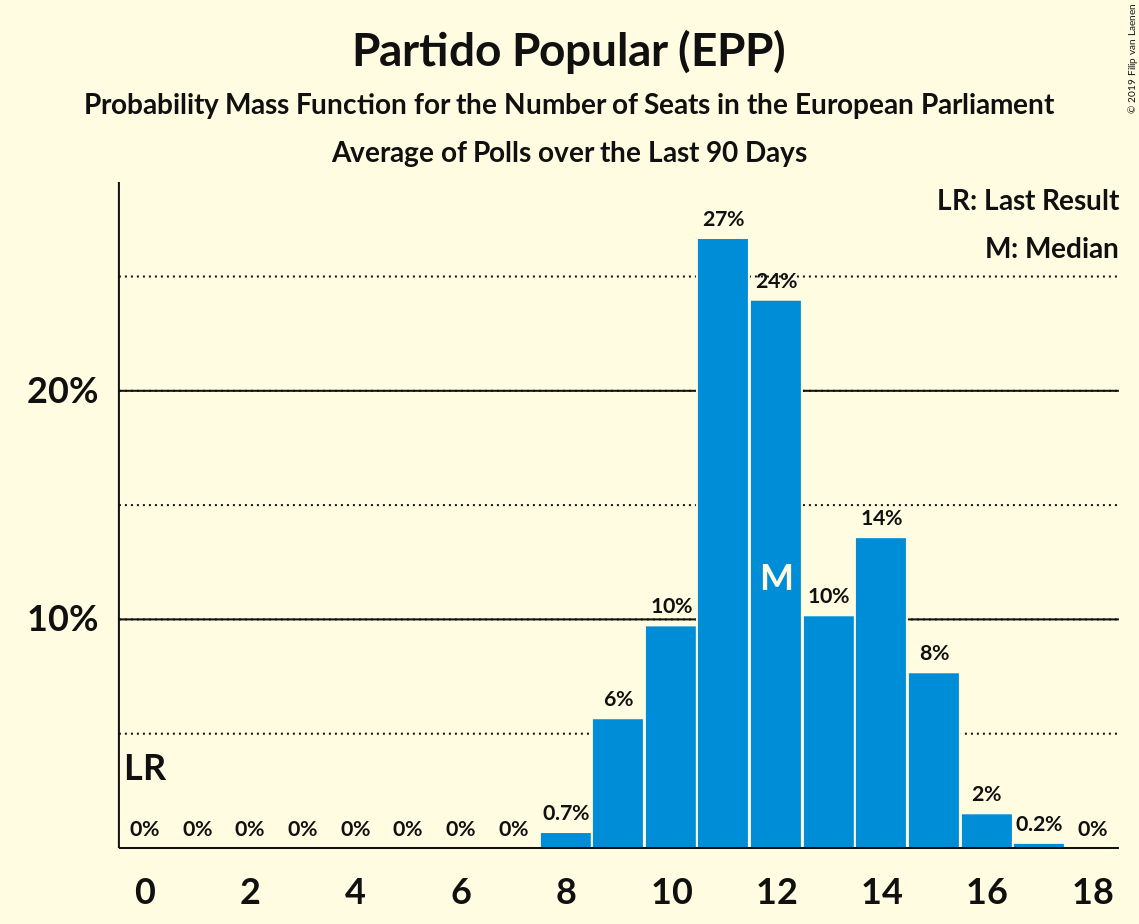 Partido Popular (EPP)
Probability Mass Function for the Number of Seats in the European Parliament
Average of Polls over the Last 90 Days
© 2019 Filip van Laenen
LR: Last Result
M: Median
20%
10%
27%
24%
14%
10%
10%
8%
6%
2%
0.7%
0.2%
0%
0%
0%
0%
0%
0%
0%
0%
0%
LR
M
0 2 4 6 8 10 12 14 16 18